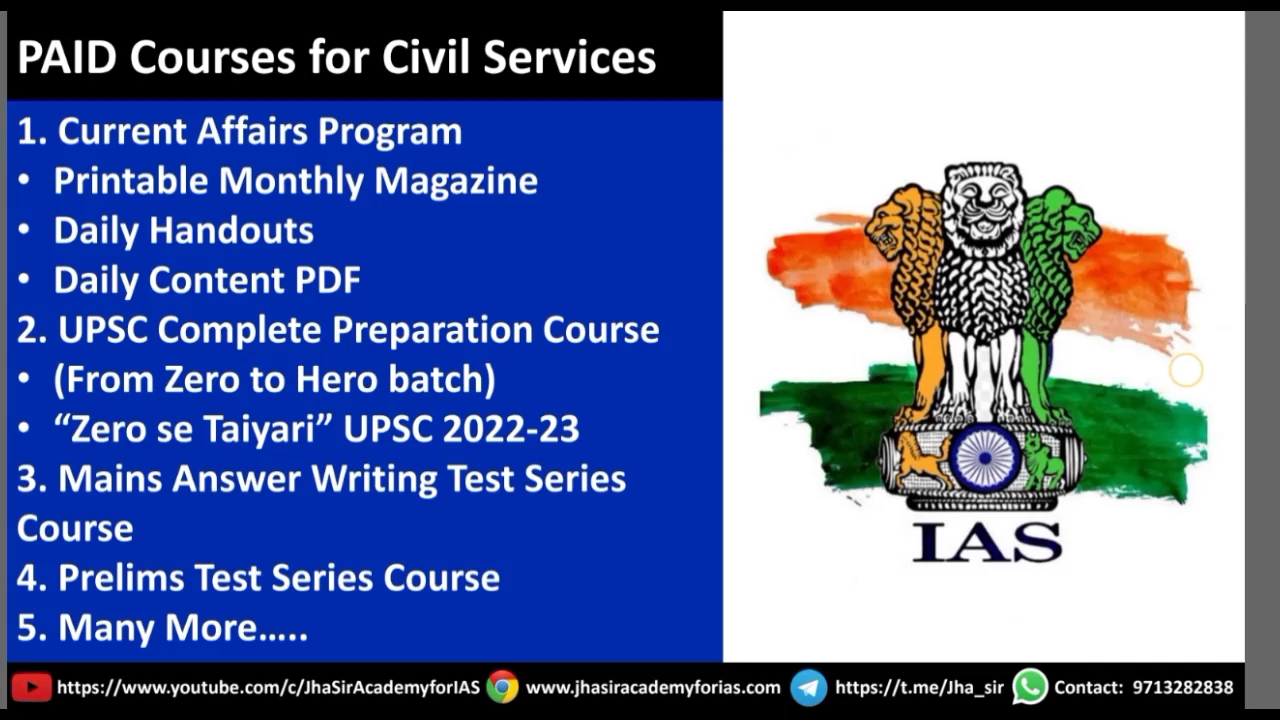 PAID Courses for Civil Services
1. Current Affairs Program
• Printable Monthly Magazine
• Daily Handouts
• Daily Content PDF
2. UPSC Complete Preparation Course
• (From Zero to Hero batch)
• “Zero se Taiyari” UPSC 2022-23
3. Mains Answer Writing Test Series
Course
4. Prelims Test Series Course
5. Many More…..
IAS
https://www.youtube.com/c/JhaSirAcademyforIAS www.jhasiracademyforias.com https://t.me/Jha_sir Contact: 9713282838